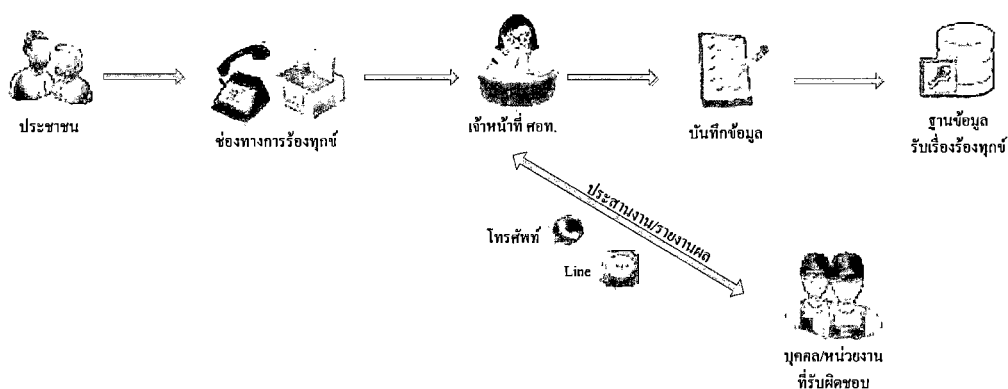 ประชาชน
ช่องทางการร้องทุกข์
เจ้าหน้าที่ ศอท.
บันทึกข้อมูล
ฐานข้อมูล
รับเรื่องร้องทุกข์
ประสานงาน/รายงานผล
โทรศัพท์
Line
บุคคล/หน่วยงาน
ที่รับผิดชอบ